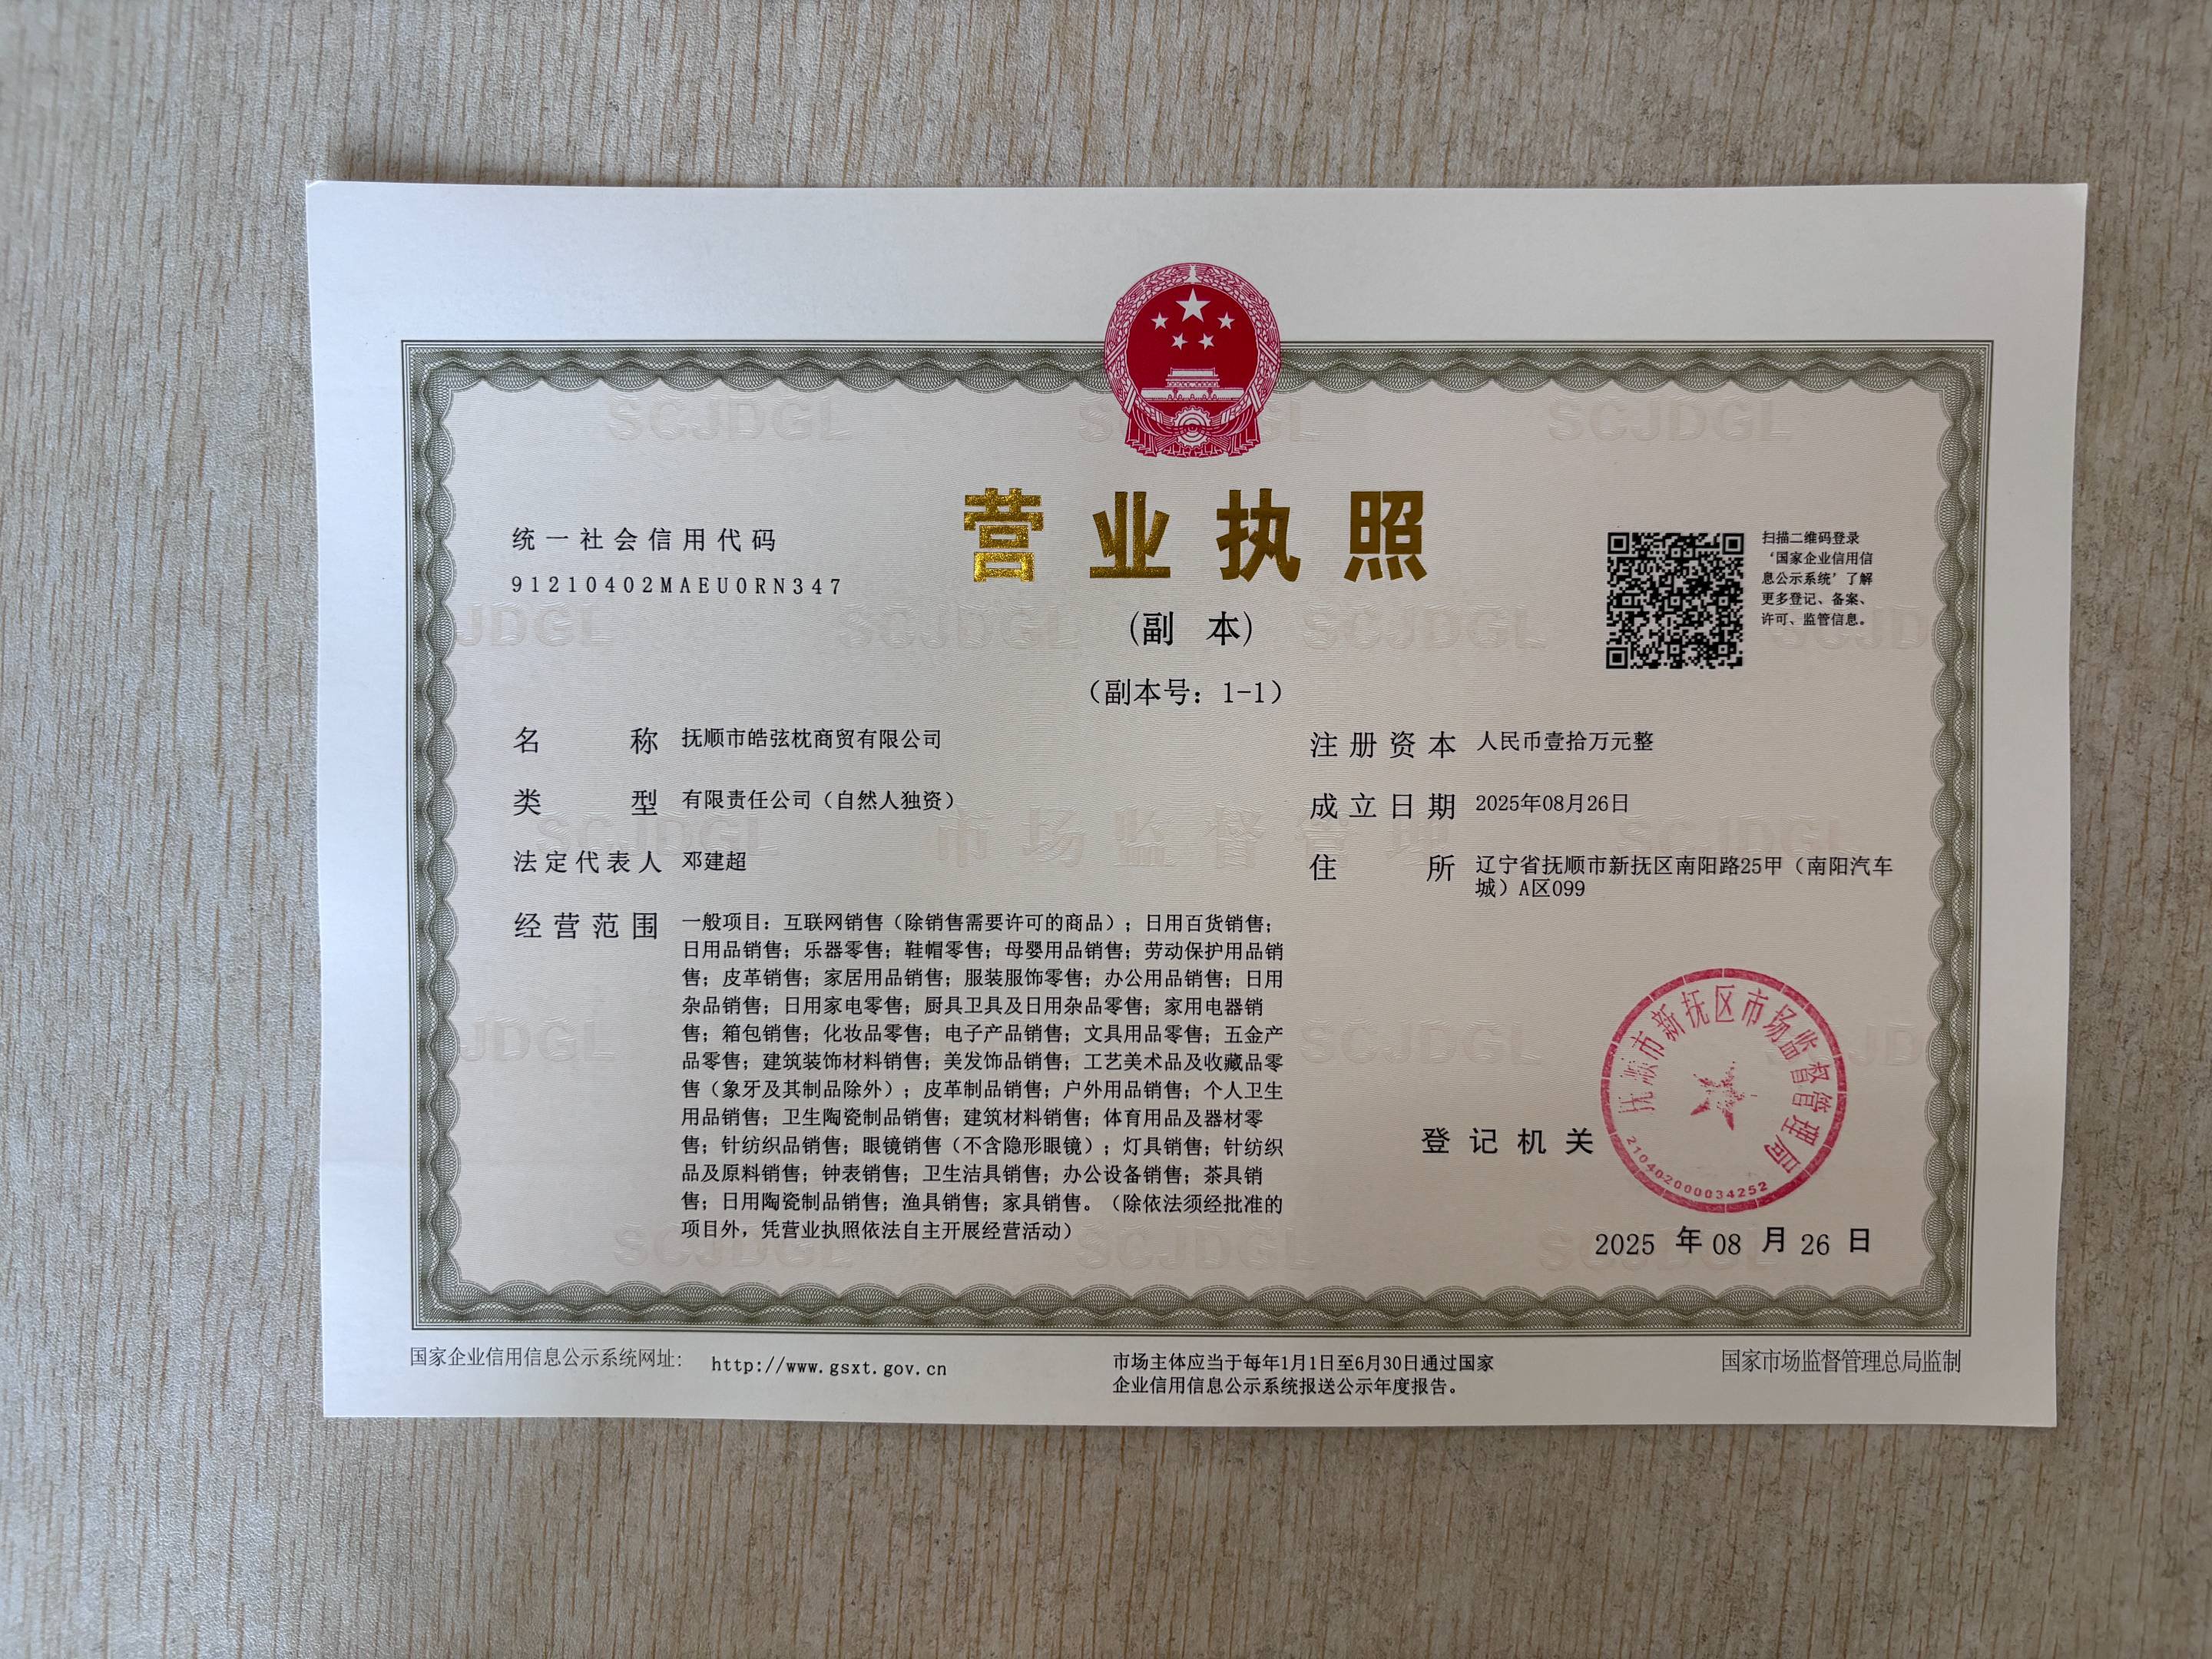 营业执照
(副 本)
（副本号：1-1）
统一社会信用代码
91210402MAEU0RN347
扫描二维码登录
‘国家企业信用信
息公示系统’了解
更多登记、备案、
许可、监管信息。
名 称 抚顺市皓弦枕商贸有限公司
类 型 有限责任公司（自然人独资）
法定代表人 邓建超
经营范围 一般项目：互联网销售（除销售需要许可的商品）；日用百货销售；
日用品销售；乐器零售；鞋帽零售；母婴用品销售；劳动保护用品销
售；皮革销售；家居用品销售；服装服饰零售；办公用品销售；日用
杂品销售；日用家电零售；厨具卫具及日用杂品零售；家用电器销
售；箱包销售；化妆品零售；电子产品销售；文具用品零售；五金产
品零售；建筑装饰材料销售；美发饰品销售；工艺美术品及收藏品零
售（象牙及其制品除外）；皮革制品销售；户外用品销售；个人卫生
用品销售；卫生陶瓷制品销售；建筑材料销售；体育用品及器材零
售；针纺织品销售；眼镜销售（不含隐形眼镜）；灯具销售；针纺织
品及原料销售；钟表销售；卫生洁具销售；办公设备销售；茶具销
售；日用陶瓷制品销售；渔具销售；家具销售。（除依法须经批准的
项目外，凭营业执照依法自主开展经营活动）
注册资本 人民币壹拾万元整
成立日期 2025年08月26日
住 所 辽宁省抚顺市新抚区南阳路25甲（南阳汽车
城）A区099
登记机关
抚顺市新抚区市场监督管理局
2104020000034252
2025 年 08 月 26 日
国家企业信用信息公示系统网址： http://www.gsxt.gov.cn
市场主体应当于每年1月1日至6月30日通过国家
企业信用信息公示系统报送公示年度报告。
国家市场监督管理总局监制
SCJDGL
市场监督管理